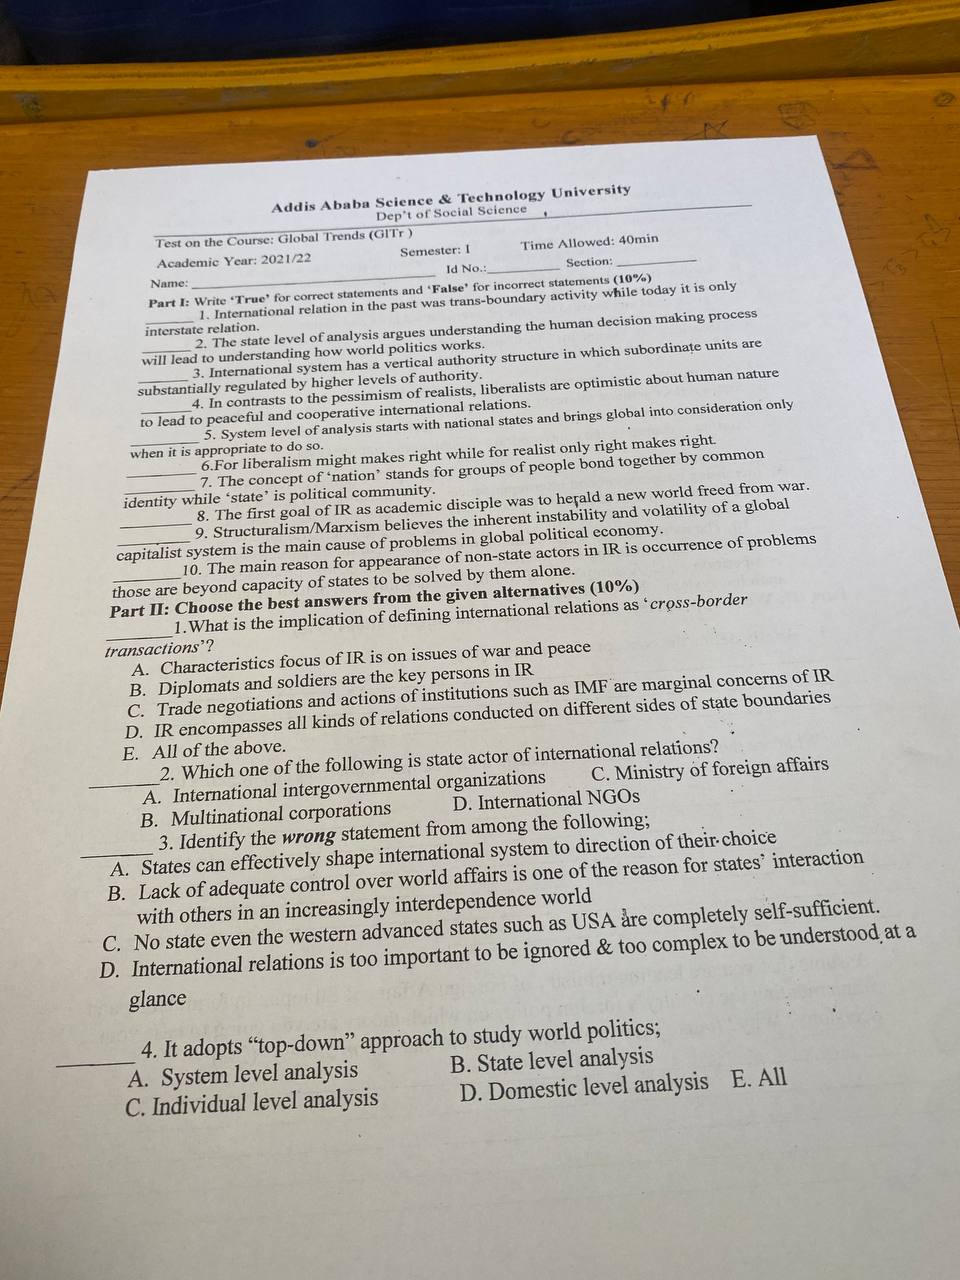 Addis Ababa Science & Technology University
Dep't of Social Science
Test on the Course: Global Trends (GlTr )
Academic Year: 2021/22 Semester: I Time Allowed: 40min
Name: Id No.: Section:
Part I: Write 'True' for correct statements and 'False' for incorrect statements (10%)
1. International relation in the past was trans-boundary activity while today it is only
interstate relation.
2. The state level of analysis argues understanding the human decision making process
will lead to understanding how world politics works.
3. International system has a vertical authority structure in which subordinate units are
substantially regulated by higher levels of authority.
4. In contrasts to the pessimism of realists, liberalists are optimistic about human nature
to lead to peaceful and cooperative international relations.
5. System level of analysis starts with national states and brings global into consideration only
when it is appropriate to do so.
6.For liberalism might makes right while for realist only right makes right.
7. The concept of 'nation' stands for groups of people bond together by common
identity while 'state' is political community.
8. The first goal of IR as academic disciple was to herald a new world freed from war.
9. Structuralism/Marxism believes the inherent instability and volatility of a global
capitalist system is the main cause of problems in global political economy.
10. The main reason for appearance of non-state actors in IR is occurrence of problems
those are beyond capacity of states to be solved by them alone.
Part II: Choose the best answers from the given alternatives (10%)
1.What is the implication of defining international relations as 'cross-border
transactions'?
A. Characteristics focus of IR is on issues of war and peace
B. Diplomats and soldiers are the key persons in IR
C. Trade negotiations and actions of institutions such as IMF are marginal concerns of IR
D. IR encompasses all kinds of relations conducted on different sides of state boundaries
E. All of the above.
2. Which one of the following is state actor of international relations?
A. International intergovernmental organizations C. Ministry of foreign affairs
B. Multinational corporations D. International NGOs
3. Identify the wrong statement from among the following;
A. States can effectively shape international system to direction of their choice
B. Lack of adequate control over world affairs is one of the reason for states' interaction
with others in an increasingly interdependence world
C. No state even the western advanced states such as USA are completely self-sufficient.
D. International relations is too important to be ignored & too complex to be understood at a
glance
4. It adopts "top-down" approach to study world politics;
A. System level analysis B. State level analysis
C. Individual level analysis D. Domestic level analysis E. All